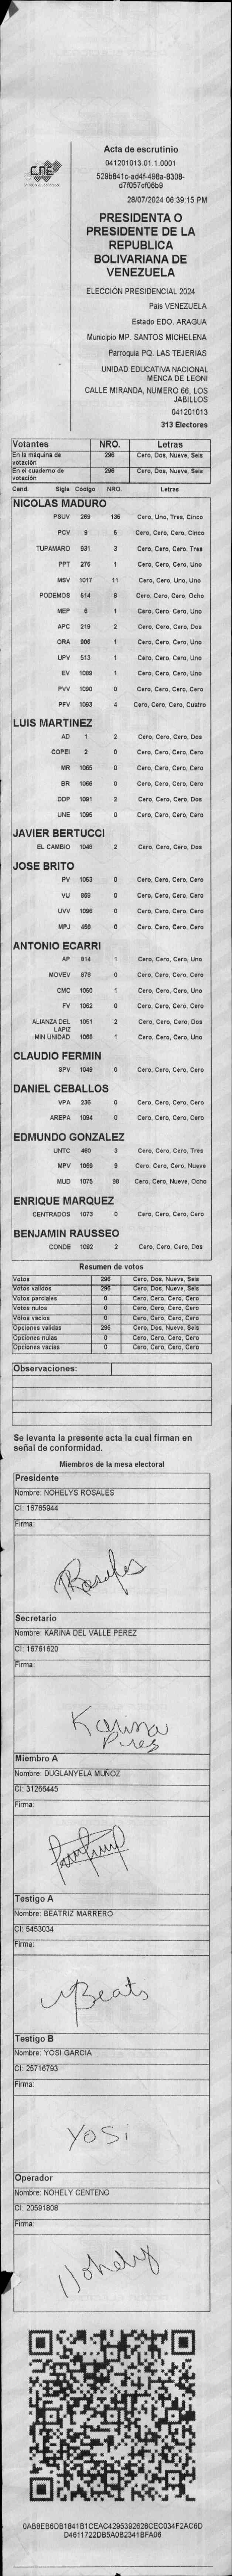 CNE
Acta de escrutinio
041201013.01.1.0001
529b841c-ad4f-498a-8308-
d7f057cf06b9
28/07/2024 06:39:15 PM
PRESIDENTA O
PRESIDENTE DE LA
REPUBLICA
BOLIVARIANA DE
VENEZUELA
ELECCIÓN PRESIDENCIAL 2024
País VENEZUELA
Estado EDO. ARAGUA
Municipio MP. SANTOS MICHELENA
Parroquia PQ. LAS TEJERIAS
UNIDAD EDUCATIVA NACIONAL
MENCA DE LEONI
CALLE MIRANDA, NUMERO 66, LOS
JABILLOS
041201013
313 Electores
Votantes NRO. Letras
En la máquina de votación 296 Cero, Dos, Nueve, Seis
En el cuaderno de votación 296 Cero, Dos, Nueve, Seis
Cand. Sigla Código NRO. Letras
NICOLAS MADURO
PSUV 269 135 Cero, Uno, Tres, Cinco
PCV 9 5 Cero, Cero, Cero, Cinco
TUPAMARO 931 3 Cero, Cero, Cero, Tres
PPT 276 1 Cero, Cero, Cero, Uno
MSV 1017 11 Cero, Cero, Uno, Uno
PODEMOS 514 8 Cero, Cero, Cero, Ocho
MEP 6 1 Cero, Cero, Cero, Uno
APC 219 2 Cero, Cero, Cero, Dos
ORA 906 1 Cero, Cero, Cero, Uno
UPV 513 1 Cero, Cero, Cero, Uno
EV 1089 1 Cero, Cero, Cero, Uno
PVV 1090 0 Cero, Cero, Cero, Cero
PFV 1093 4 Cero, Cero, Cero, Cuatro
LUIS MARTINEZ
AD 1 2 Cero, Cero, Cero, Dos
COPEI 2 0 Cero, Cero, Cero, Cero
MR 1065 0 Cero, Cero, Cero, Cero
BR 1066 0 Cero, Cero, Cero, Cero
DDP 1091 2 Cero, Cero, Cero, Dos
UNE 1095 0 Cero, Cero, Cero, Cero
JAVIER BERTUCCI
EL CAMBIO 1046 2 Cero, Cero, Cero, Dos
JOSE BRITO
PV 1053 0 Cero, Cero, Cero, Cero
VU 969 0 Cero, Cero, Cero, Cero
UVV 1096 0 Cero, Cero, Cero, Cero
MPJ 458 0 Cero, Cero, Cero, Cero
ANTONIO ECARRI
AP 914 1 Cero, Cero, Cero, Uno
MOVEV 978 0 Cero, Cero, Cero, Cero
CMC 1050 1 Cero, Cero, Cero, Uno
FV 1062 0 Cero, Cero, Cero, Cero
ALIANZA DEL LAPIZ 1051 2 Cero, Cero, Cero, Dos
MIN UNIDAD 1068 1 Cero, Cero, Cero, Uno
CLAUDIO FERMIN
SPV 1049 0 Cero, Cero, Cero, Cero
DANIEL CEBALLOS
VPA 236 0 Cero, Cero, Cero, Cero
AREPA 1094 0 Cero, Cero, Cero, Cero
EDMUNDO GONZALEZ
UNTC 460 3 Cero, Cero, Cero, Tres
MPV 1069 9 Cero, Cero, Cero, Nueve
MUD 1075 98 Cero, Cero, Nueve, Ocho
ENRIQUE MARQUEZ
CENTRADOS 1073 0 Cero, Cero, Cero, Cero
BENJAMIN RAUSSEO
CONDE 1092 2 Cero, Cero, Cero, Dos
Resumen de votos
Votos 296 Cero, Dos, Nueve, Seis
Votos validos 296 Cero, Dos, Nueve, Seis
Votos parciales 0 Cero, Cero, Cero, Cero
Votos nulos 0 Cero, Cero, Cero, Cero
Votos vacios 0 Cero, Cero, Cero, Cero
Opciones validas 296 Cero, Dos, Nueve, Seis
Opciones nulas 0 Cero, Cero, Cero, Cero
Opciones vacias 0 Cero, Cero, Cero, Cero
Observaciones:
Se levanta la presente acta la cual firman en
señal de conformidad.
Miembros de la mesa electoral
Presidente
Nombre: NOHELYS ROSALES
CI: 16765944
Firma:
Rosales
Secretario
Nombre: KARINA DEL VALLE PEREZ
CI: 16761620
Firma:
Karina
Pires
Miembro A
Nombre: DUGLANYELA MUÑOZ
CI: 31266445
Firma:
Testigo A
Nombre: BEATRIZ MARRERO
CI: 5453034
Firma:
Beats
Testigo B
Nombre: YOSI GARCIA
CI: 25716793
Firma:
YoSi
Operador
Nombre: NOHELY CENTENO
CI: 20591808
Firma:
Nohely
0AB8EB6DB1841B1CEAC4295392628CEC034F2AC6D
D4611722DB5A0B2341BFA06